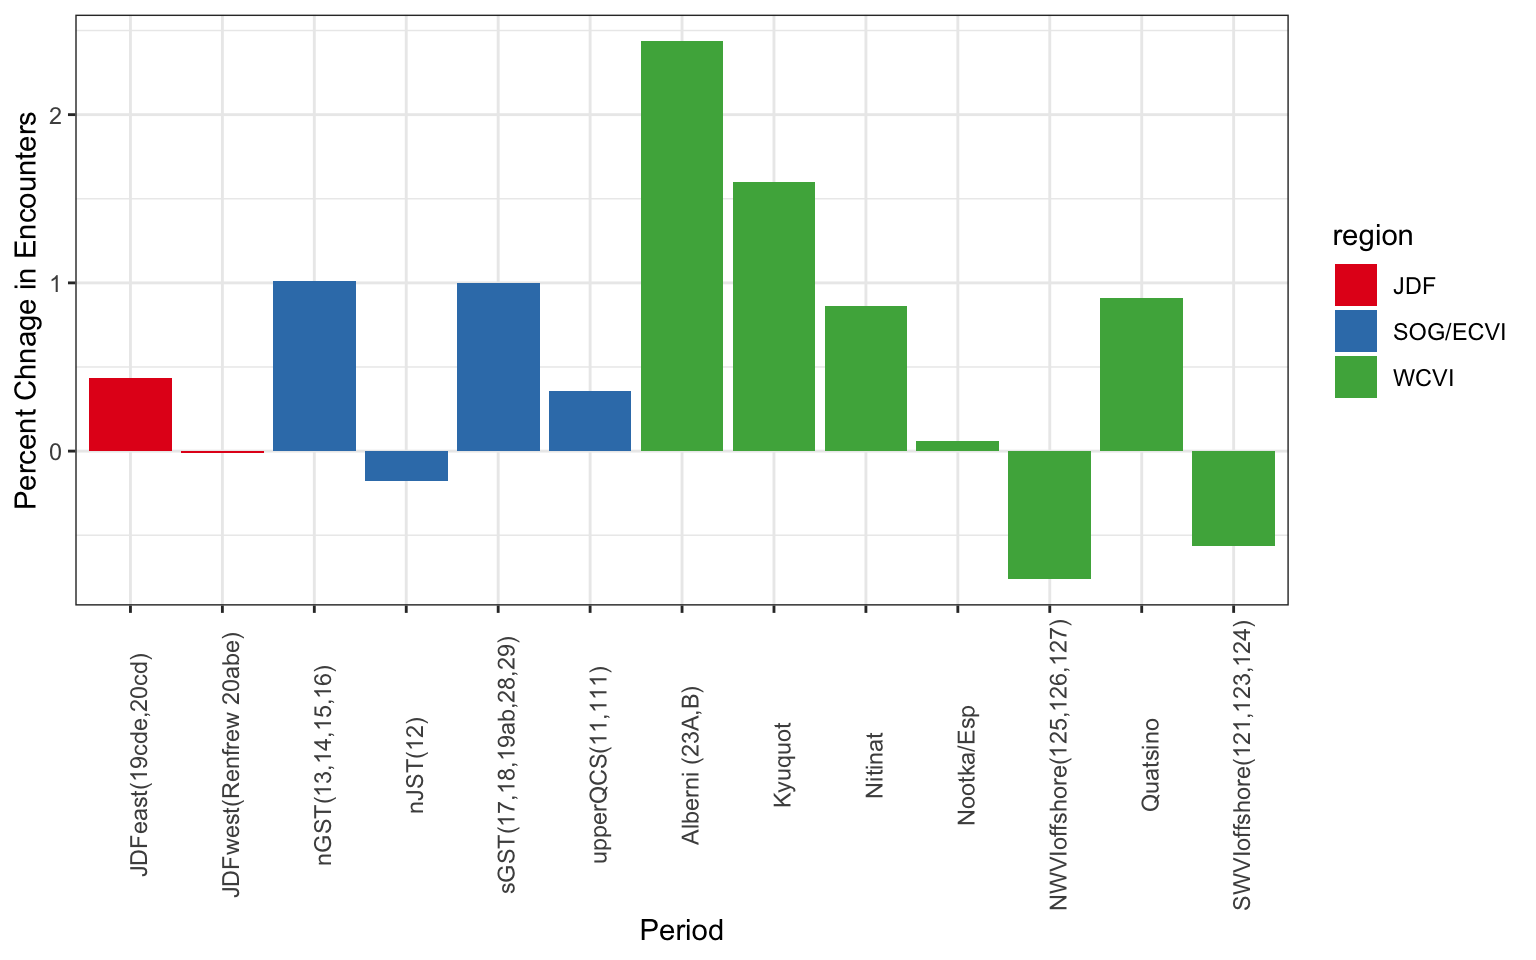 Percent Chnage in Encounters
2
1
0
JDFeast(19cde,20cd)
JDFwest(Renfrew 20abe)
nGST(13,14,15,16)
nJST(12)
sGST(17,18,19ab,28,29)
upperQCS(11,111)
Alberni (23A,B)
Kyuquot
Nitinat
Nootka/Esp
NWVIoffshore(125,126,127)
Quatsino
SWVIoffshore(121,123,124)
Period
region
JDF
SOG/ECVI
WCVI